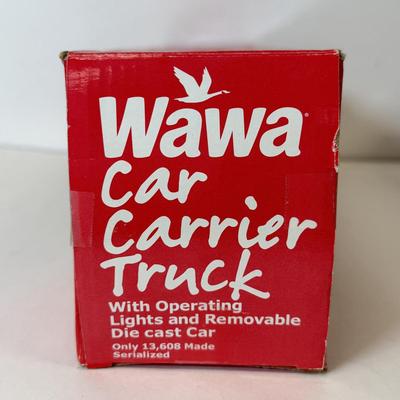 Wawa®
Car
Carrier
Truck
With Operating
Lights and Removable
Die cast Car
Only 13,608 Made
Serialized